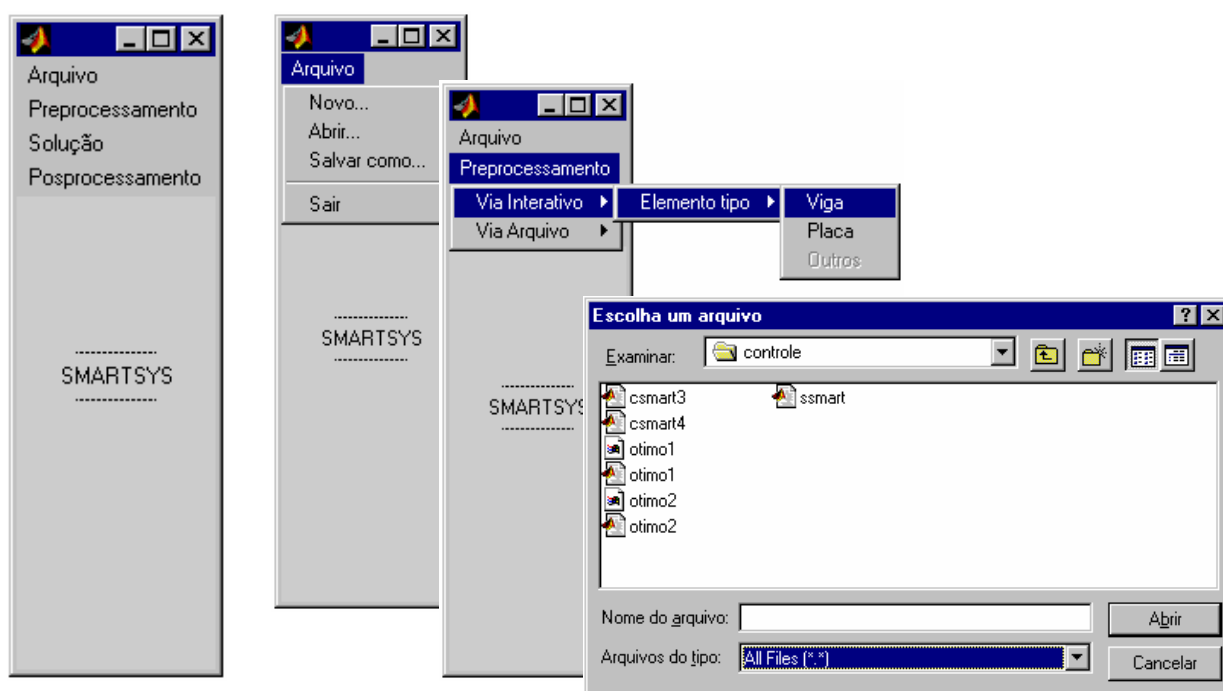 Arquivo
Preprocessamento
Solução
Posprocessamento
SMARTSYS
Arquivo
Novo...
Abrir...
Salvar como...
Sair
SMARTSYS
Arquivo
Preprocessamento
Via Interativo
Via Arquivo
Elemento tipo
Viga
Placa
Outros
SMARTSYS
Escolha um arquivo
Examinar: controle
csmart3 ssmart
csmart4
otimo1
otimo1
otimo2
otimo2
Nome do arquivo: Abrir
Arquivos do tipo: All Files (*.*) Cancelar